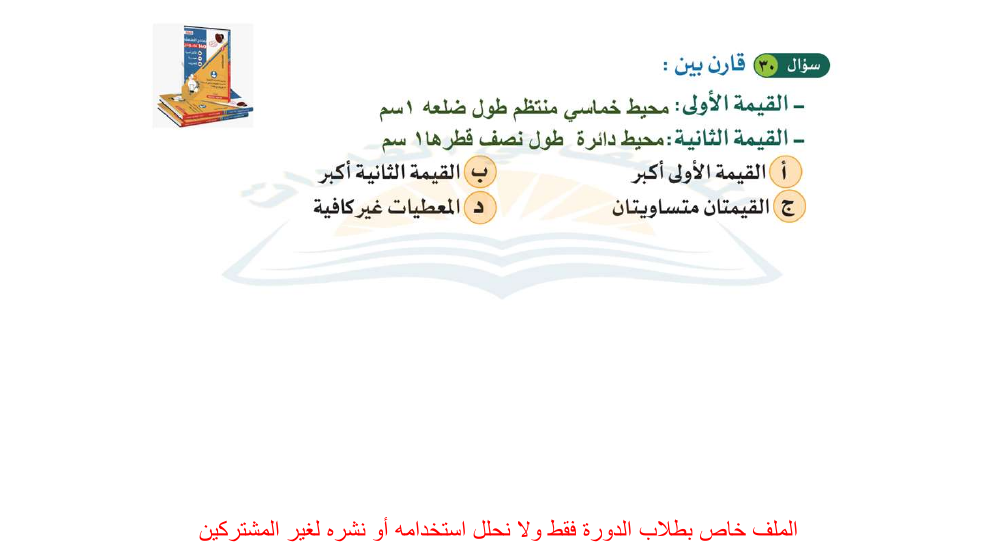 سؤال ٣٠ قارن بين :
– القيمة الأولى: محيط خماسي منتظم طول ضلعه ١سم
– القيمة الثانية: محيط دائرة طول نصف قطرها١ سم
أ القيمة الأولى أكبر ب القيمة الثانية أكبر
ج القيمتان متساويتان د المعطيات غير كافية
الملف خاص بطلاب الدورة فقط ولا نحلل استخدامه أو نشره لغير المشتركين